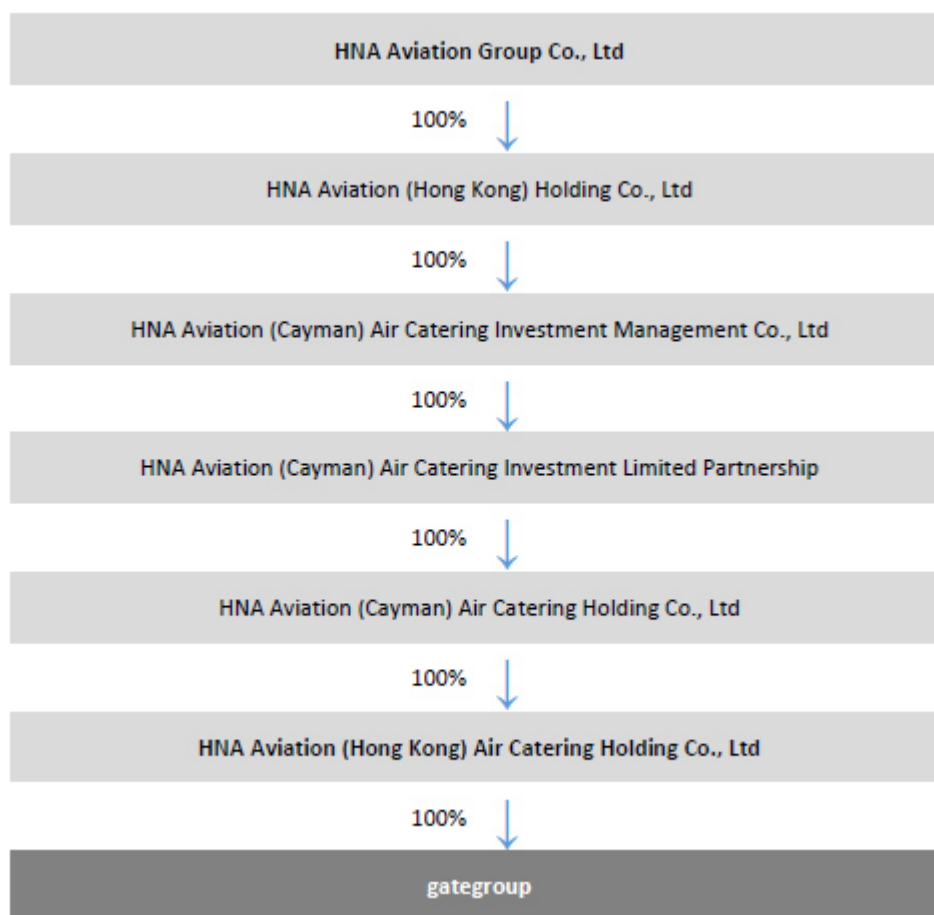 HNA Aviation Group Co., Ltd
100%
HNA Aviation (Hong Kong) Holding Co., Ltd
100%
HNA Aviation (Cayman) Air Catering Investment Management Co., Ltd
100%
HNA Aviation (Cayman) Air Catering Investment Limited Partnership
100%
HNA Aviation (Cayman) Air Catering Holding Co., Ltd
100%
HNA Aviation (Hong Kong) Air Catering Holding Co., Ltd
100%
gategroup